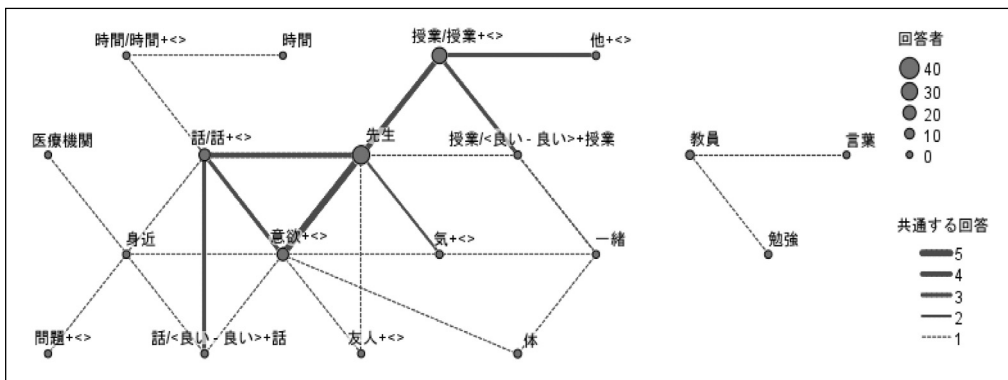 時間/時間+<>
時間
授業/授業+<>
他+<>
回答者
40
30
20
10
0
医療機関
話/話+<>
先生
授業/<良い - 良い>+授業
教員
言葉
身近
意欲+<>
気+<>
一緒
勉強
共通する回答
5
4
3
2
1
問題+<>
話/<良い - 良い>+話
友人+<>
体